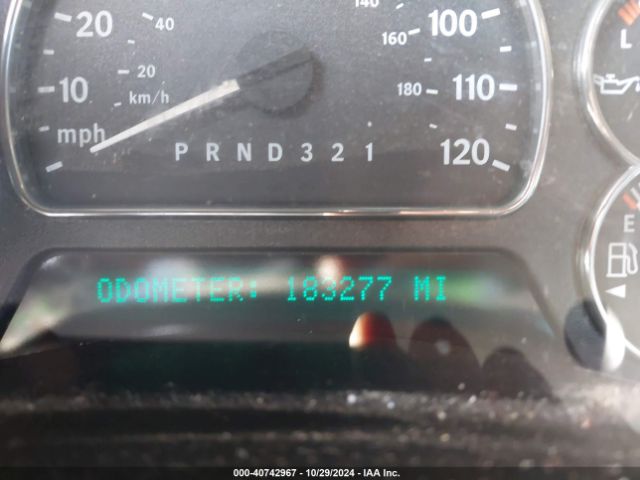 140
20 40 160 100
20
10 km/h 180 110
mph
P R N D 3 2 1 120
L
E
ODOMETER: 183277 MI
000-40742967 - 10/29/2024 - IAA Inc.